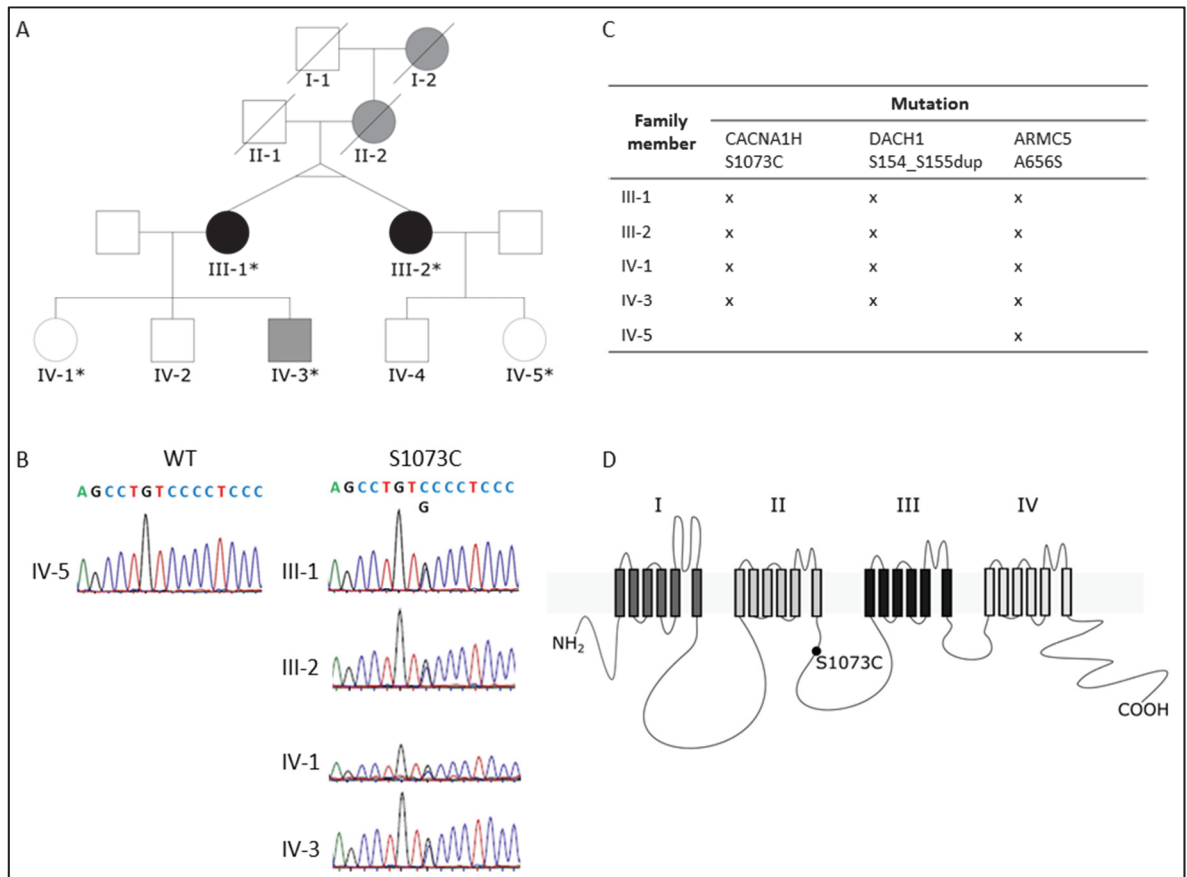 A
I-1
I-2
II-1
II-2
III-1*
III-2*
IV-1*
IV-2
IV-3*
IV-4
IV-5*
C
Mutation
Family member
CACNA1H S1073C
DACH1 S154_S155dup
ARMC5 A656S
III-1 x x x
III-2 x x x
IV-1 x x x
IV-3 x x x
IV-5 x
B
WT
AGCCTGTCCCCTCCC
IV-5
S1073C
AGCCTGTCCCCTCCC
G
III-1
III-2
IV-1
IV-3
D
I II III IV
NH2
S1073C
COOH